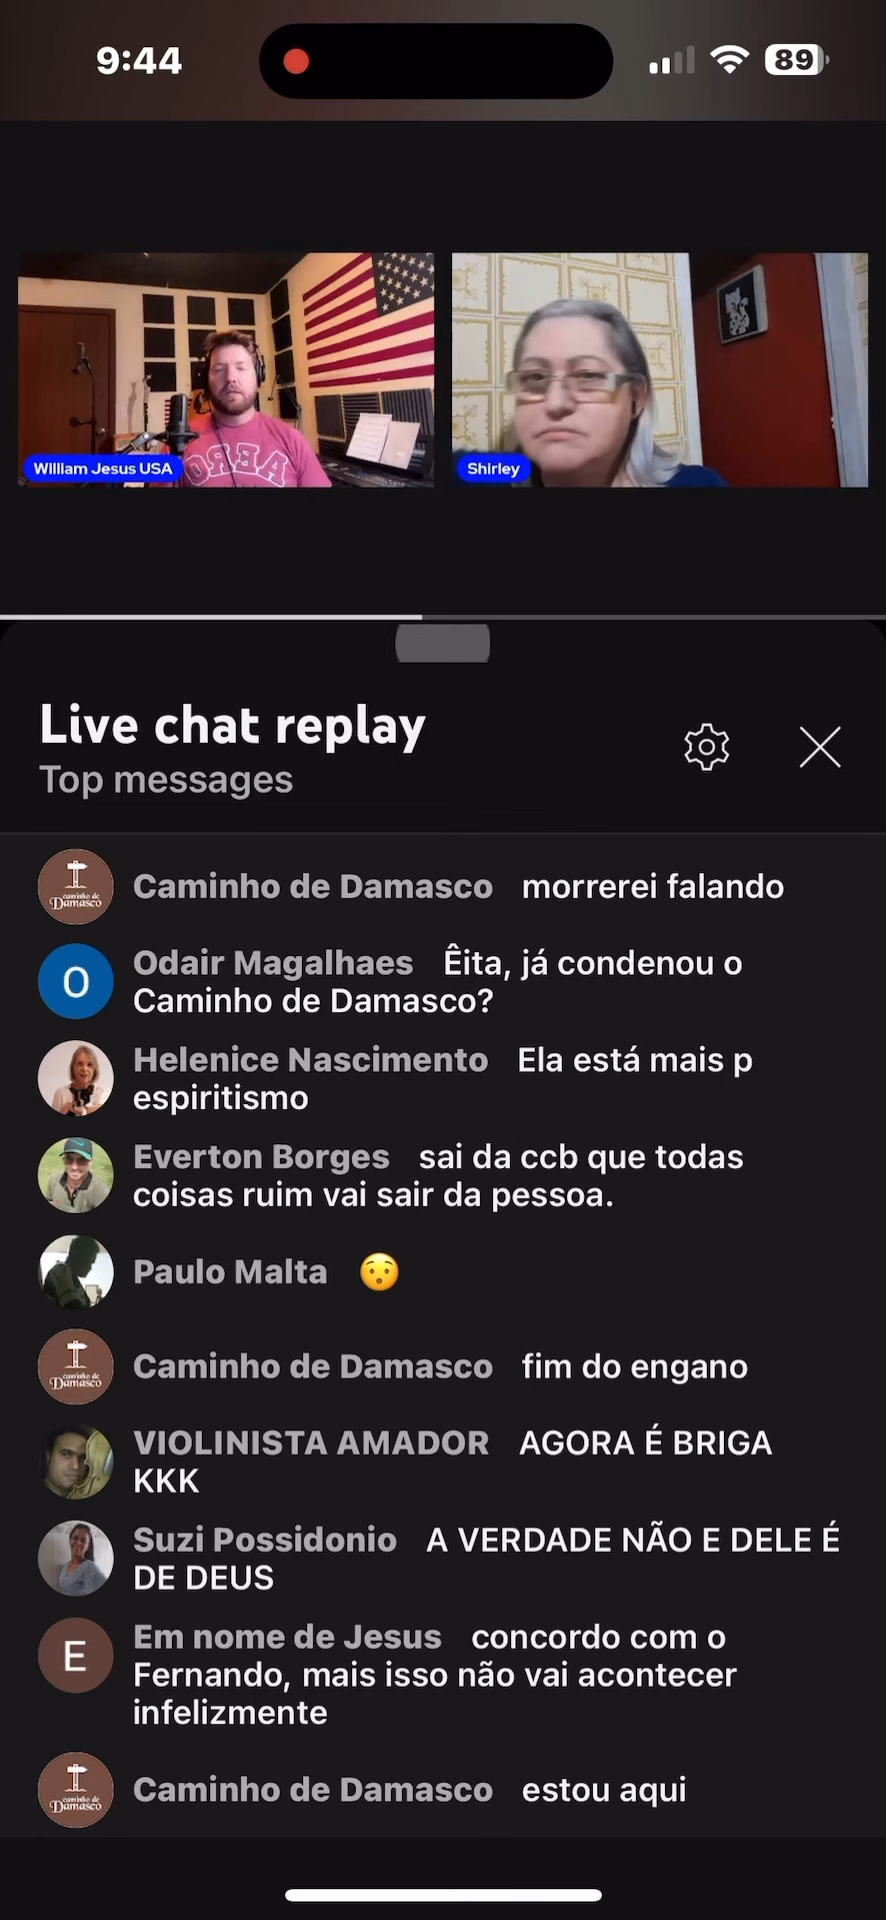 9:44
89
William Jesus USA
Shirley
Live chat replay
Top messages
Caminho de Damasco morrerei falando
Odair Magalhaes Êita, já condenou o
Caminho de Damasco?
Helenice Nascimento Ela está mais p
espiritismo
Everton Borges sai da ccb que todas
coisas ruim vai sair da pessoa.
Paulo Malta 😯
Caminho de Damasco fim do engano
VIOLINISTA AMADOR AGORA É BRIGA
KKK
Suzi Possidonio A VERDADE NÃO E DELE É
DE DEUS
Em nome de Jesus concordo com o
Fernando, mais isso não vai acontecer
infelizmente
Caminho de Damasco estou aqui